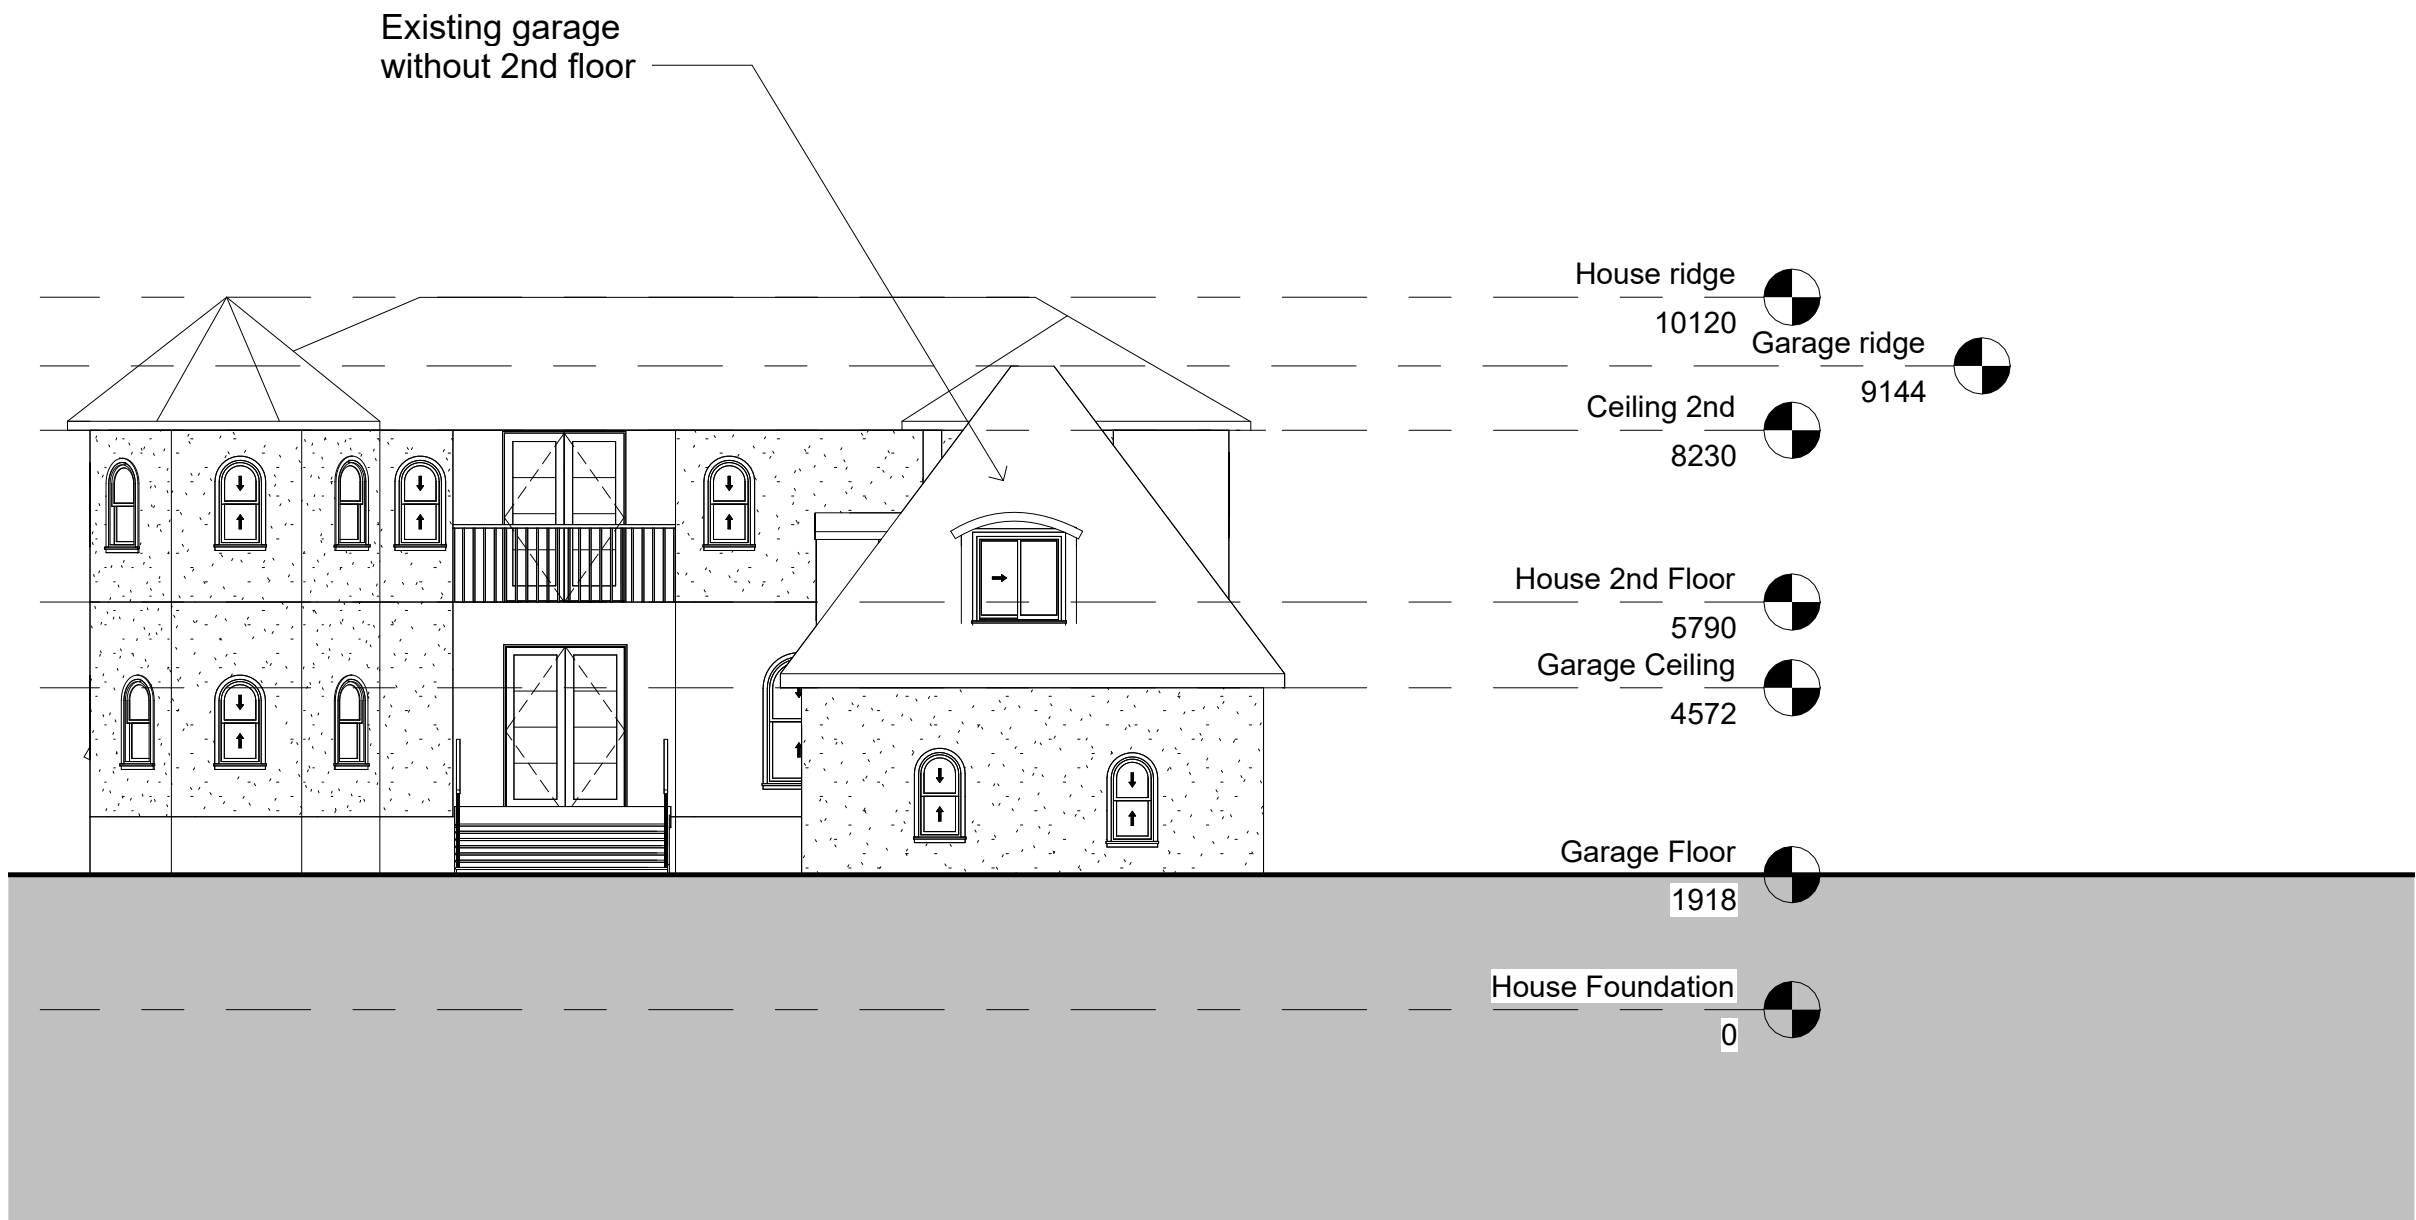 Existing garage
without 2nd floor
House ridge
10120
Garage ridge
9144
Ceiling 2nd
8230
House 2nd Floor
5790
Garage Ceiling
4572
Garage Floor
1918
House Foundation
0